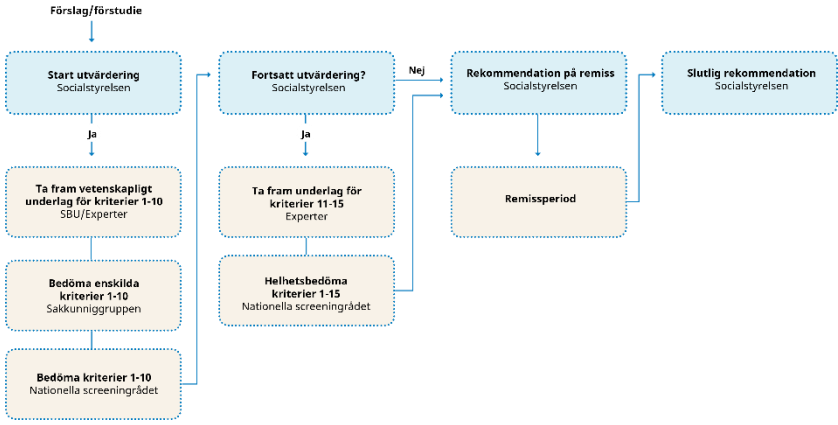 Förslag/förstudie
Start utvärdering
Socialstyrelsen
Ja
Ta fram vetenskapligt
underlag för kriterier 1-10
SBU/Experter
Bedöma enskilda
kriterier 1-10
Sakkunniggruppen
Bedöma kriterier 1-10
Nationella screeningrådet
Fortsatt utvärdering?
Socialstyrelsen
Nej
Ja
Ta fram underlag för
kriterier 11-15
Experter
Helhetsbedöma
kriterier 1-15
Nationella screeningrådet
Rekommendation på remiss
Socialstyrelsen
Remissperiod
Slutlig rekommendation
Socialstyrelsen